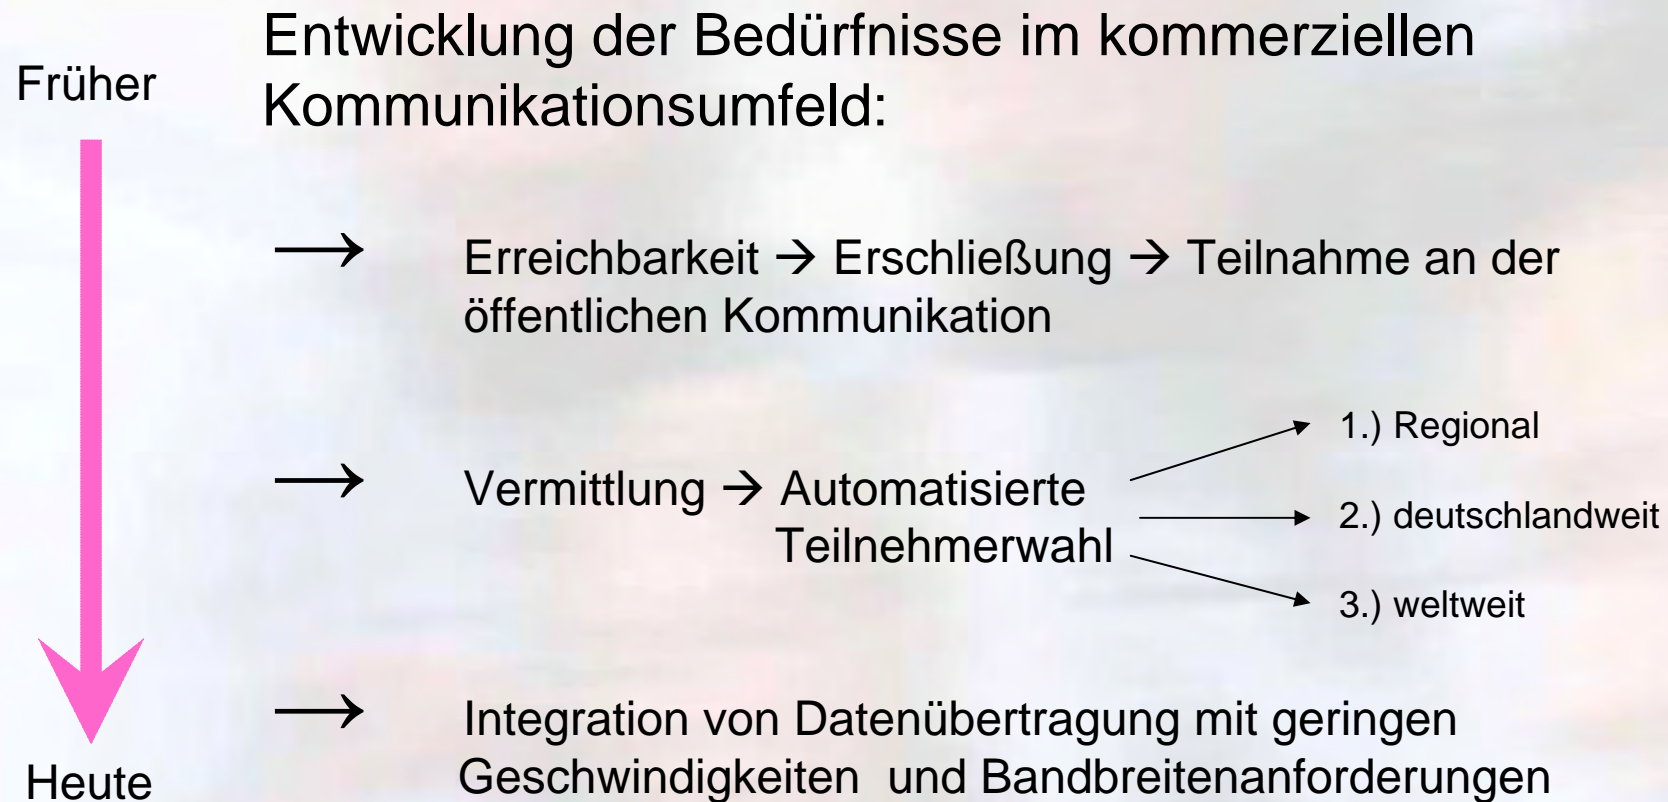 Entwicklung der Bedürfnisse im kommerziellen
Kommunikationsumfeld:
Früher
→ Erreichbarkeit → Erschließung → Teilnahme an der
öffentlichen Kommunikation
→ Vermittlung → Automatisierte
Teilnehmerwahl
1.) Regional
2.) deutschlandweit
3.) weltweit
→ Integration von Datenübertragung mit geringen
Geschwindigkeiten und Bandbreitenanforderungen
Heute